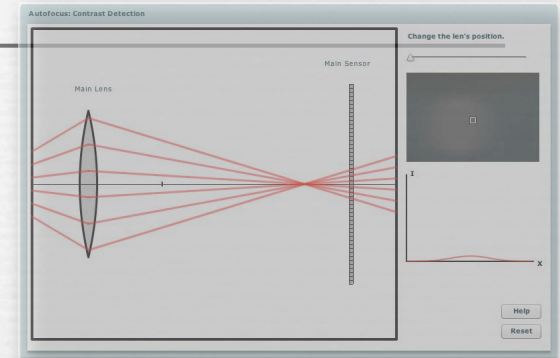 Autofocus: Contrast Detection
Change the len's position.
Main Sensor
Main Lens
I
X
Help
Reset